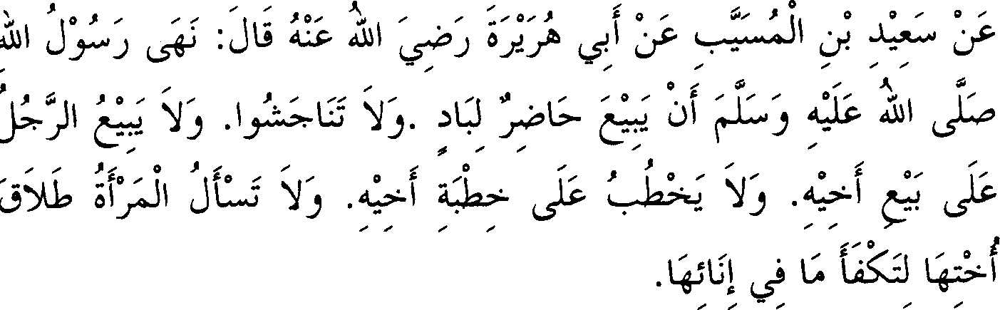 عَنْ سَعِيْدِ بْنِ الْمُسَيَّبِ عَنْ أَبِي هُرَيْرَةَ رَضِيَ اللهُ عَنْهُ قَالَ: نَهَى رَسُوْلُ اللهِ
صَلَّى اللهُ عَلَيْهِ وَسَلَّمَ أَنْ يَبِيْعَ حَاضِرٌ لِبَادٍ .وَلاَ تَنَاجَشُوا. وَلاَ يَبِيْعُ الرَّجُلُ
عَلَى بَيْعِ أَخِيْهِ. وَلاَ يَخْطُبُ عَلَى خِطْبَةِ أَخِيْهِ. وَلاَ تَسْأَلُ الْمَرْأَةُ طَلاَقَ
أُخْتِهَا لِتَكْفَأَ مَا فِي إِنَائِهَا.